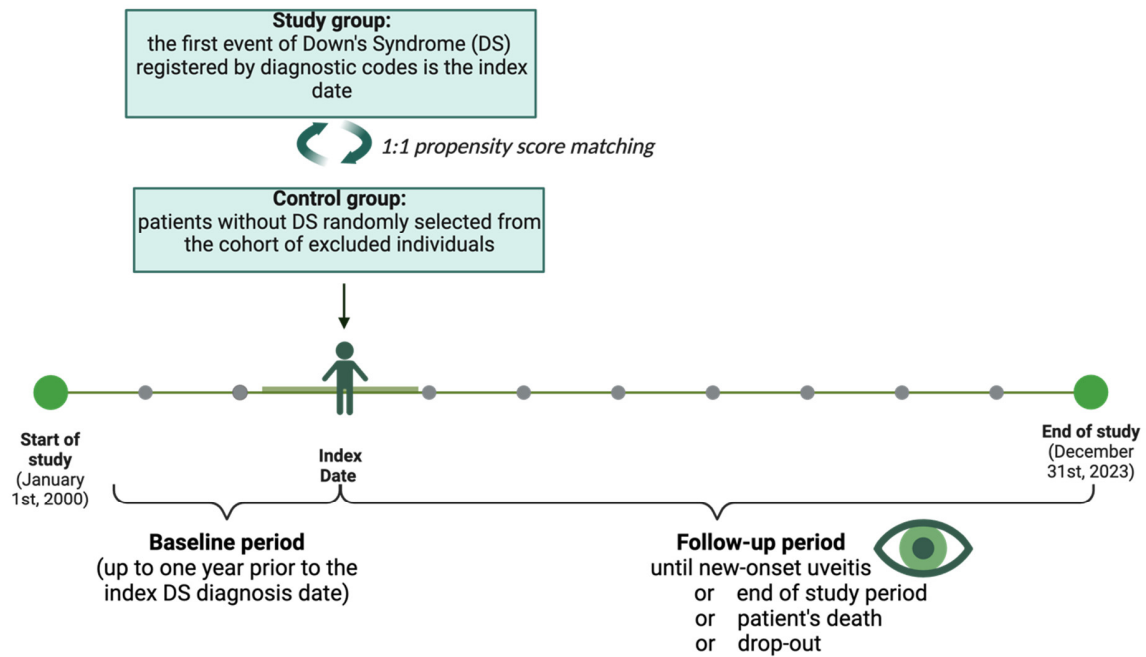 Study group:
the first event of Down's Syndrome (DS)
registered by diagnostic codes is the index
date
1:1 propensity score matching
Control group:
patients without DS randomly selected from
the cohort of excluded individuals
Start of
study
(January
1st, 2000)
Index
Date
End of study
(December
31st, 2023)
Baseline period
(up to one year prior to the
index DS diagnosis date)
Follow-up period
until new-onset uveitis
or end of study period
or patient's death
or drop-out